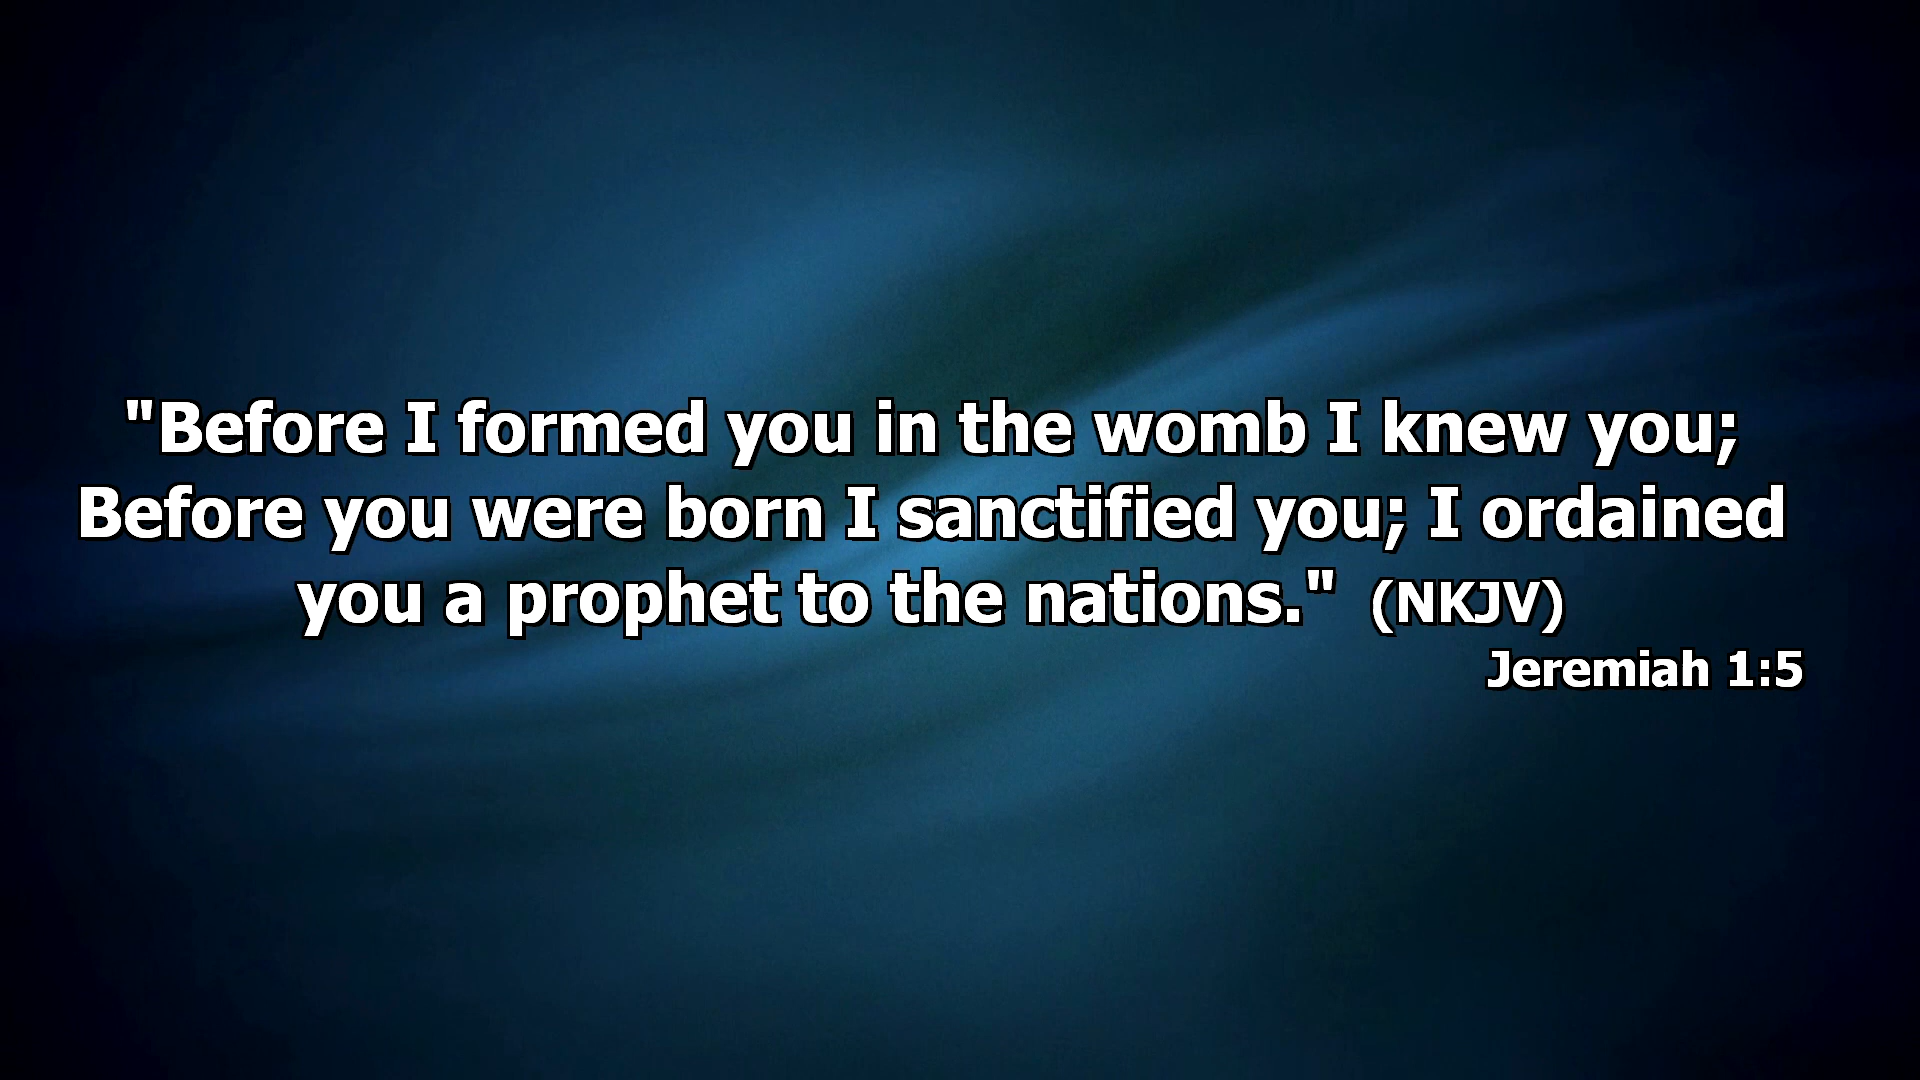 "Before I formed you in the womb I knew you;
Before you were born I sanctified you; I ordained
you a prophet to the nations." (NKJV)
Jeremiah 1:5